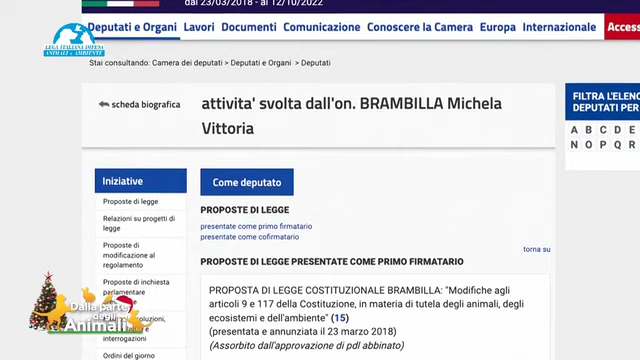 dal 23/03/2018 - al 12/10/2022
Deputati e Organi Lavori Documenti Comunicazione Conoscere la Camera Europa Internazionale Access
LEGA ITALIANA DIFESA
ANIMALI e AMBIENTE
Stai consultando: Camera dei deputati > Deputati e Organi > Deputati
scheda biografica
attivita' svolta dall'on. BRAMBILLA Michela
Vittoria
FILTRA L'ELEN
DEPUTATI PER
A B C D E
N O P Q R
Iniziative
Proposte di legge
Relazioni su progetti di
legge
Proposte di
modificazione al
regolamento
Proposte di inchiesta
parlamentare
interrogazioni
Ordini del giorno
Come deputato
PROPOSTE DI LEGGE
presentate come primo firmatario
presentate come cofirmatario
torna su
PROPOSTE DI LEGGE PRESENTATE COME PRIMO FIRMATARIO
PROPOSTA DI LEGGE COSTITUZIONALE BRAMBILLA: "Modifiche agli
articoli 9 e 117 della Costituzione, in materia di tutela degli animali, degli
ecosistemi e dell'ambiente" (15)
(presentata e annunziata il 23 marzo 2018)
(Assorbito dall'approvazione di pdl abbinato)
Dalla parte
degli
Animali